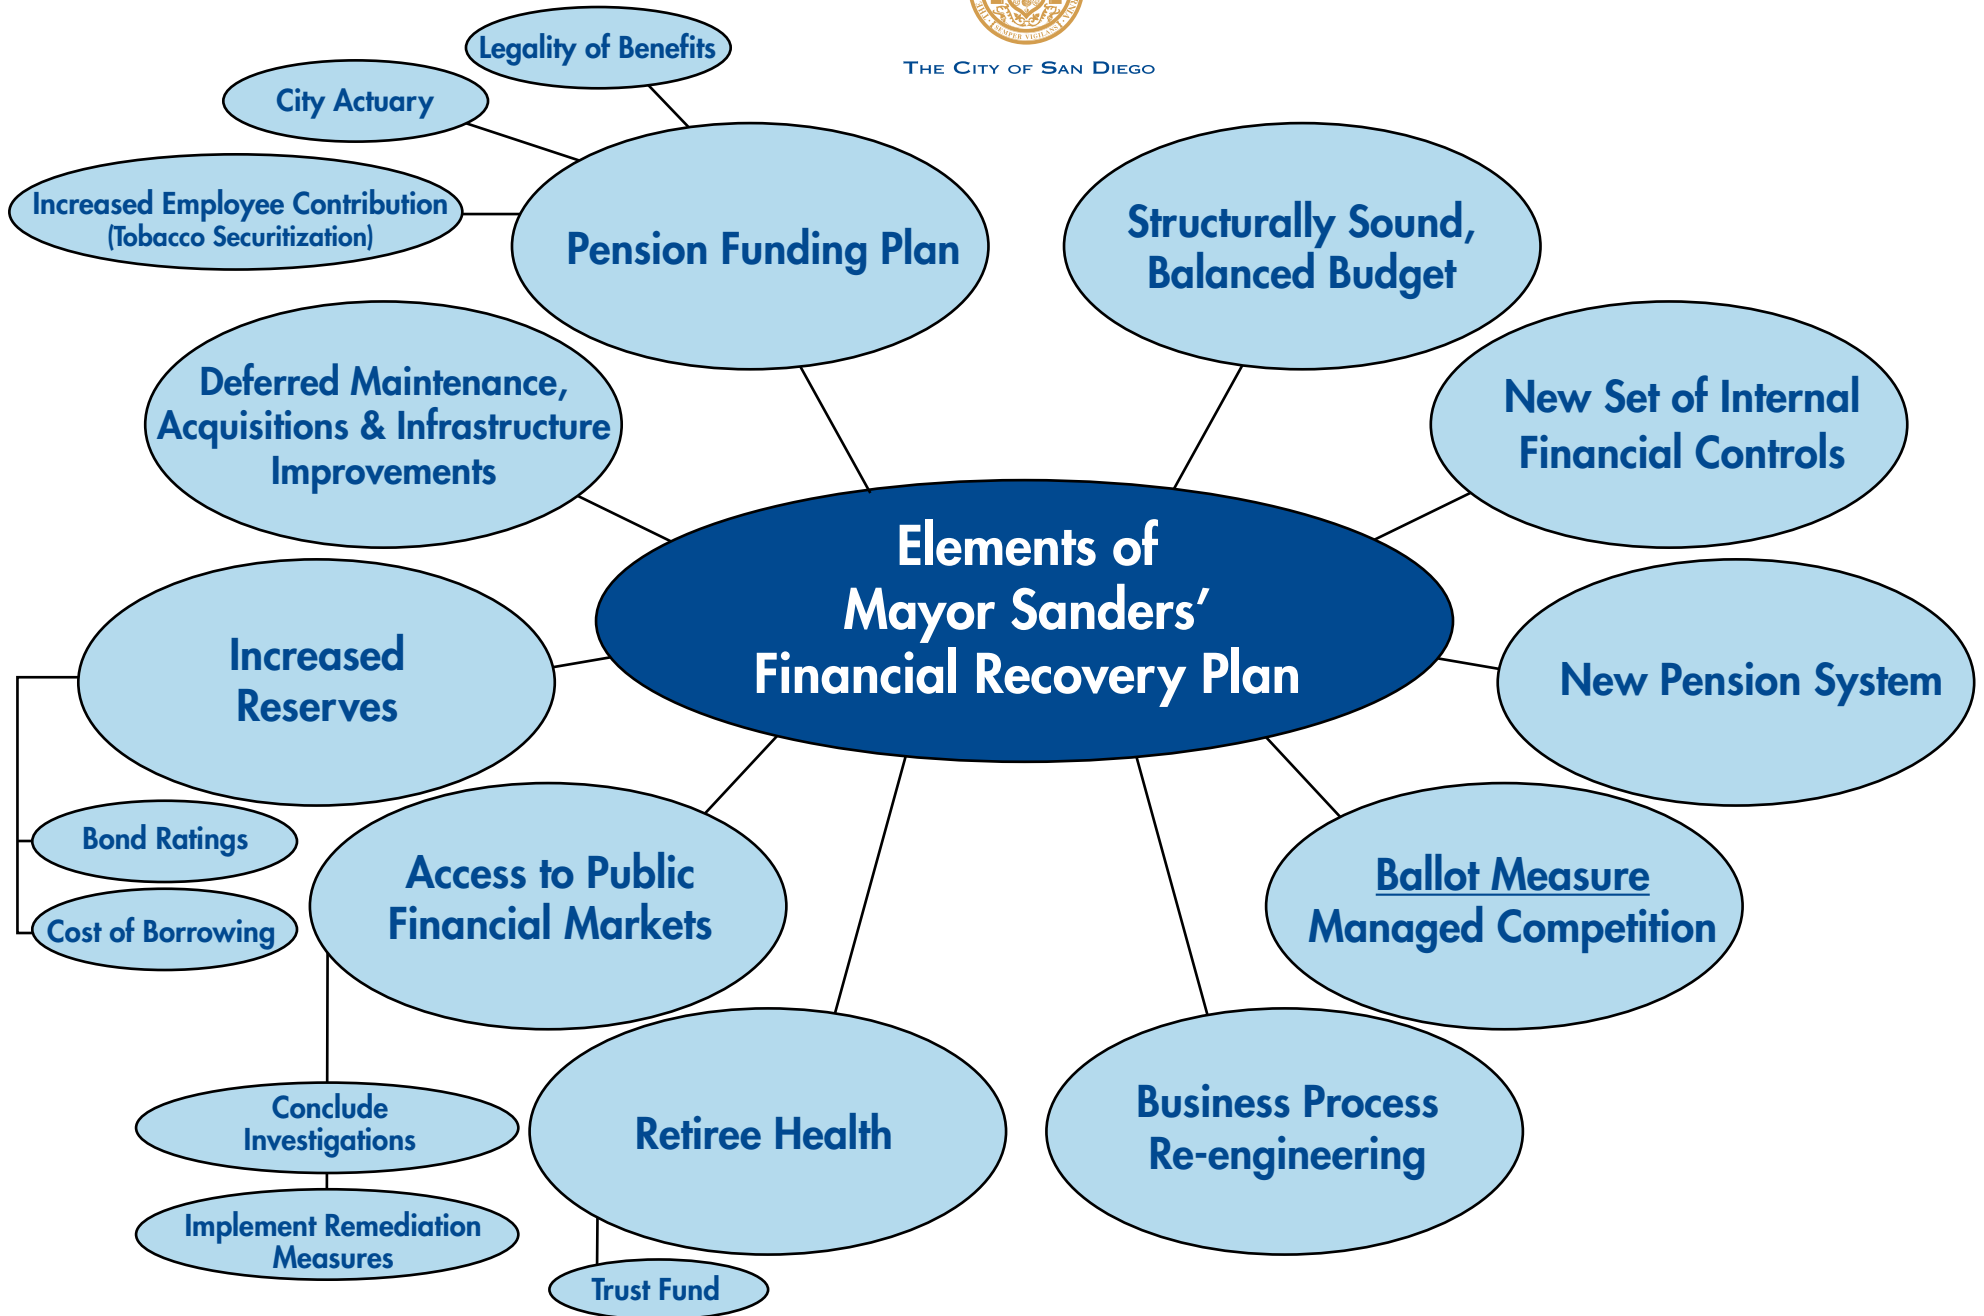 SEMPER VIGILANS
THE CITY OF SAN DIEGO
Legality of Benefits
City Actuary
Increased Employee Contribution
(Tobacco Securitization)
Pension Funding Plan
Structurally Sound,
Balanced Budget
Deferred Maintenance,
Acquisitions & Infrastructure
Improvements
New Set of Internal
Financial Controls
Elements of
Mayor Sanders’
Financial Recovery Plan
Increased
Reserves
New Pension System
Bond Ratings
Cost of Borrowing
Access to Public
Financial Markets
Ballot Measure
Managed Competition
Conclude
Investigations
Implement Remediation
Measures
Retiree Health
Trust Fund
Business Process
Re-engineering